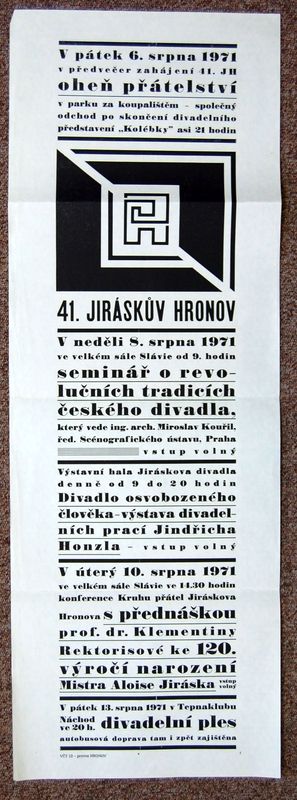 V pátek 6. srpna 1971
v předvečer zahájení 41. JH
oheň přátelství
v parku za koupalištěm – společný
odchod po skončení divadelního
představení „Kolébky" asi 21 hodin
41. JIRÁSKŮV HRONOV
V neděli 8. srpna 1971
ve velkém sále Slávie od 9. hodin
seminář o revo-
lučních tradicích
českého divadla,
který vede ing. arch. Miroslav Kouřil,
řed. Scénografického ústavu, Praha
vstup volný
Výstavní hala Jiráskova divadla
denně od 9 do 20 hodin
Divadlo osvobozeného
člověka – výstava divadel-
ních prací Jindřicha
Honzla – vstup volný
V úterý 10. srpna 1971
ve velkém sále Slávie ve 14.30 hodin
konference Kruhu přátel Jiráskova
Hronova s přednáškou
prof. dr. Klementiny
Rektorisové ke 120.
výročí narození
Mistra Aloise Jiráska vstup volný
V pátek 13. srpna 1971 v Tepnaklubu
Náchod ve 20 h. divadelní ples
autobusová doprava tam i zpět zajištěna